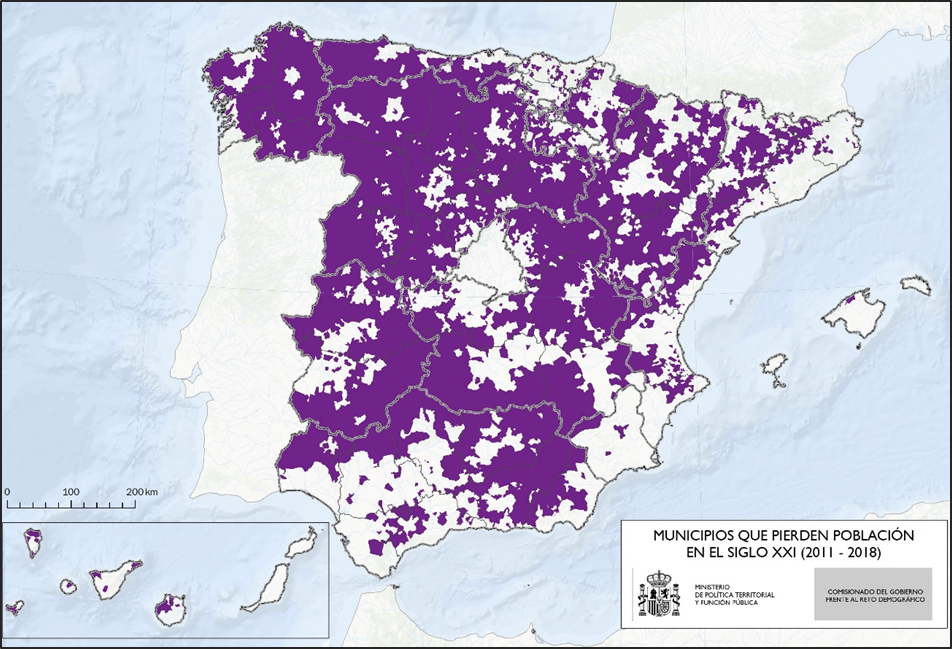 0 100 200 km
MUNICIPIOS QUE PIERDEN POBLACIÓN
EN EL SIGLO XXI (2011 - 2018)
MINISTERIO
DE POLÍTICA TERRITORIAL
Y FUNCIÓN PÚBLICA
COMISIONADO DEL GOBIERNO
FRENTE AL RETO DEMOGRÁFICO